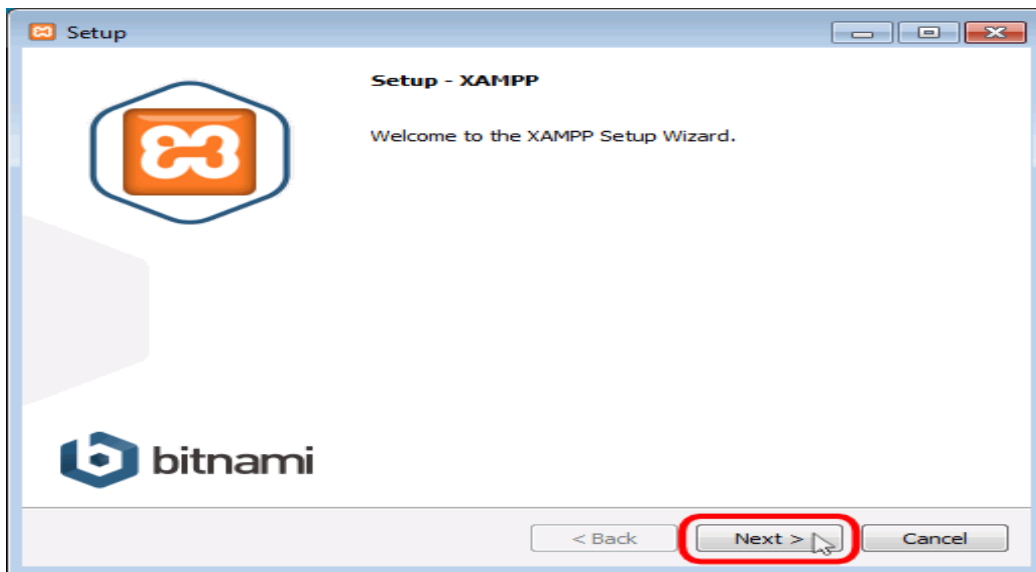 Setup
Setup - XAMPP
Welcome to the XAMPP Setup Wizard.
bitnami
< Back
Next >
Cancel